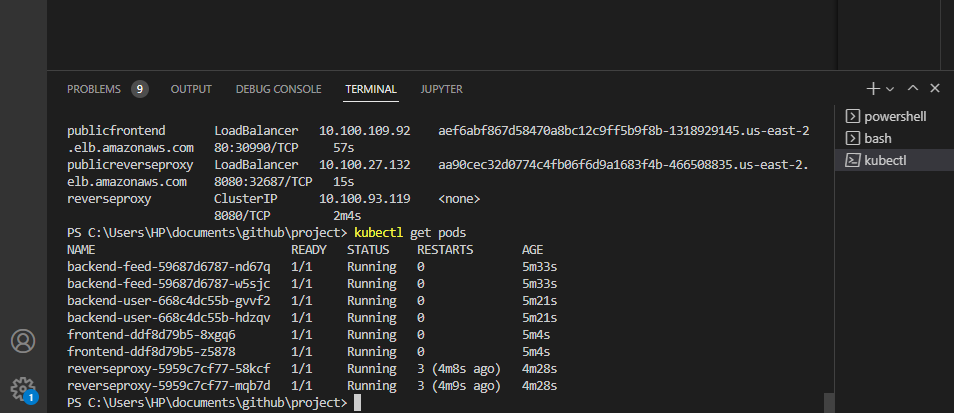 PROBLEMS 9 OUTPUT DEBUG CONSOLE TERMINAL JUPYTER
powershell
bash
kubectl
publicfrontend LoadBalancer 10.100.109.92 aef6abf867d58470a8bc12c9ff5b9f8b-1318929145.us-east-2
.elb.amazonaws.com 80:30990/TCP 57s
publicreverseproxy LoadBalancer 10.100.27.132 aa90cec32d0774c4fb06f6d9a1683f4b-466508835.us-east-2.
elb.amazonaws.com 8080:32687/TCP 15s
reverseproxy ClusterIP 10.100.93.119 <none>
8080/TCP 2m4s
PS C:\Users\HP\documents\github\project> kubectl get pods
NAME READY STATUS RESTARTS AGE
backend-feed-59687d6787-nd67q 1/1 Running 0 5m33s
backend-feed-59687d6787-w5sjc 1/1 Running 0 5m33s
backend-user-668c4dc55b-gvvf2 1/1 Running 0 5m21s
backend-user-668c4dc55b-hdzqv 1/1 Running 0 5m21s
frontend-ddf8d79b5-8xgq6 1/1 Running 0 5m4s
frontend-ddf8d79b5-z5878 1/1 Running 0 5m4s
reverseproxy-5959c7cf77-58kcf 1/1 Running 3 (4m8s ago) 4m28s
reverseproxy-5959c7cf77-mqb7d 1/1 Running 3 (4m9s ago) 4m28s
PS C:\Users\HP\documents\github\project>
1